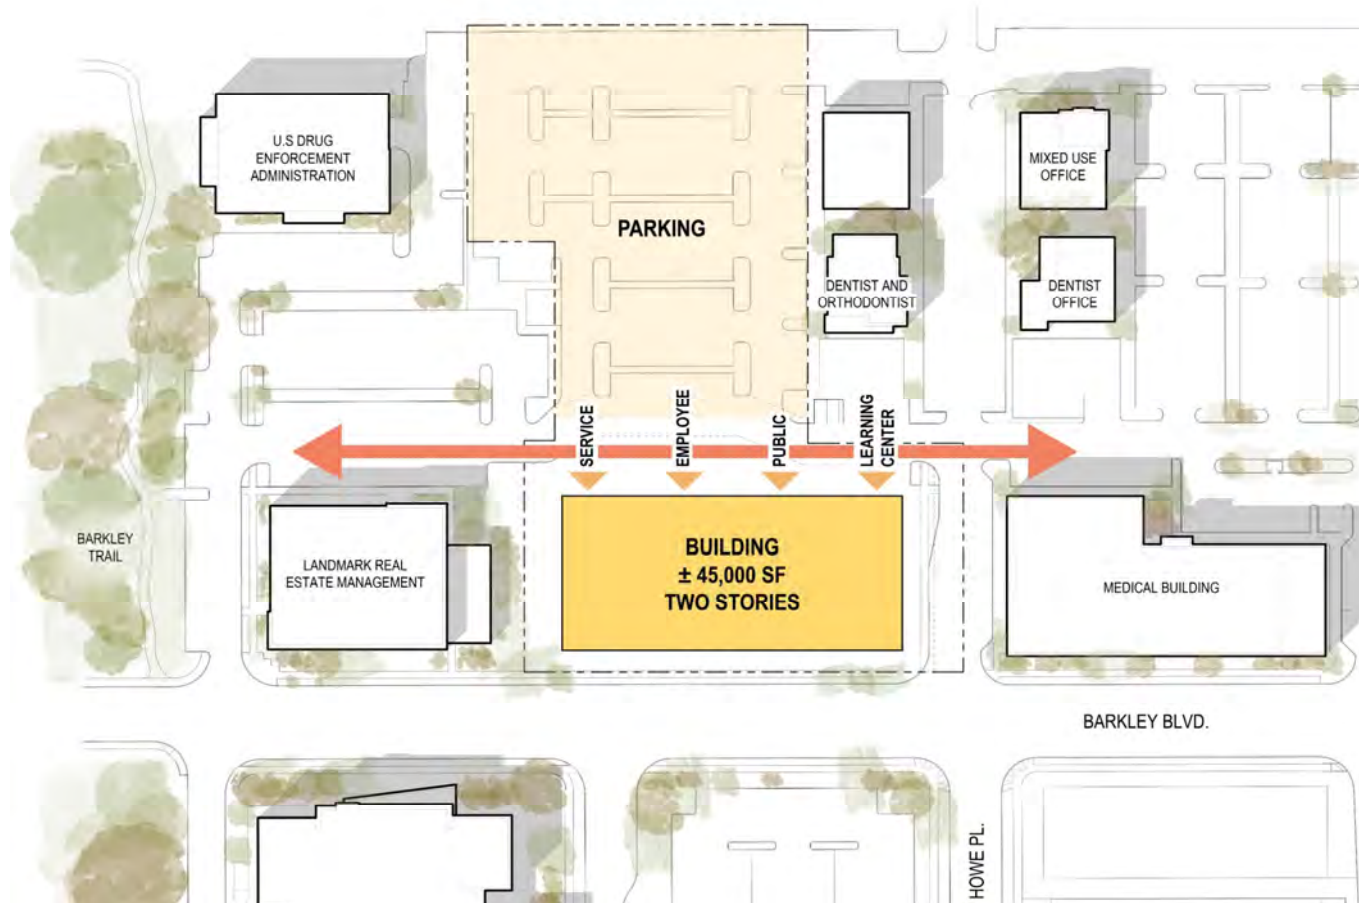 U.S DRUG
ENFORCEMENT
ADMINISTRATION
MIXED USE
OFFICE
PARKING
DENTIST AND
ORTHODONTIST
DENTIST
OFFICE
SERVICE
EMPLOYEE
PUBLIC
LEARNING
CENTER
BARKLEY
TRAIL
LANDMARK REAL
ESTATE MANAGEMENT
BUILDING
± 45,000 SF
TWO STORIES
MEDICAL BUILDING
BARKLEY BLVD.
HOWE PL.